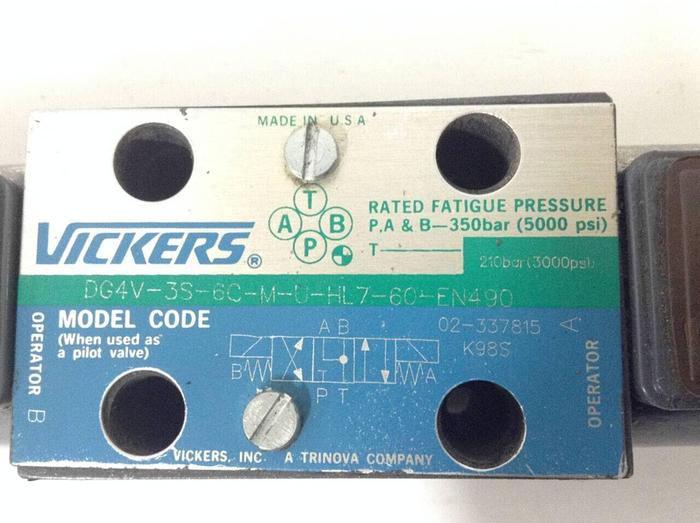 MADE IN U S A
T
A B
P
VICKERS®
RATED FATIGUE PRESSURE
P,A & B—350bar (5000 psi)
T— 210bar(3000psi)
DG4V-3S-6C-M-U-HL7-60-EN490
MODEL CODE
(When used as
a pilot valve)
02-337815
K98S
A B
B A
T
P T
OPERATOR B
OPERATOR A
VICKERS, INC. A TRINOVA COMPANY